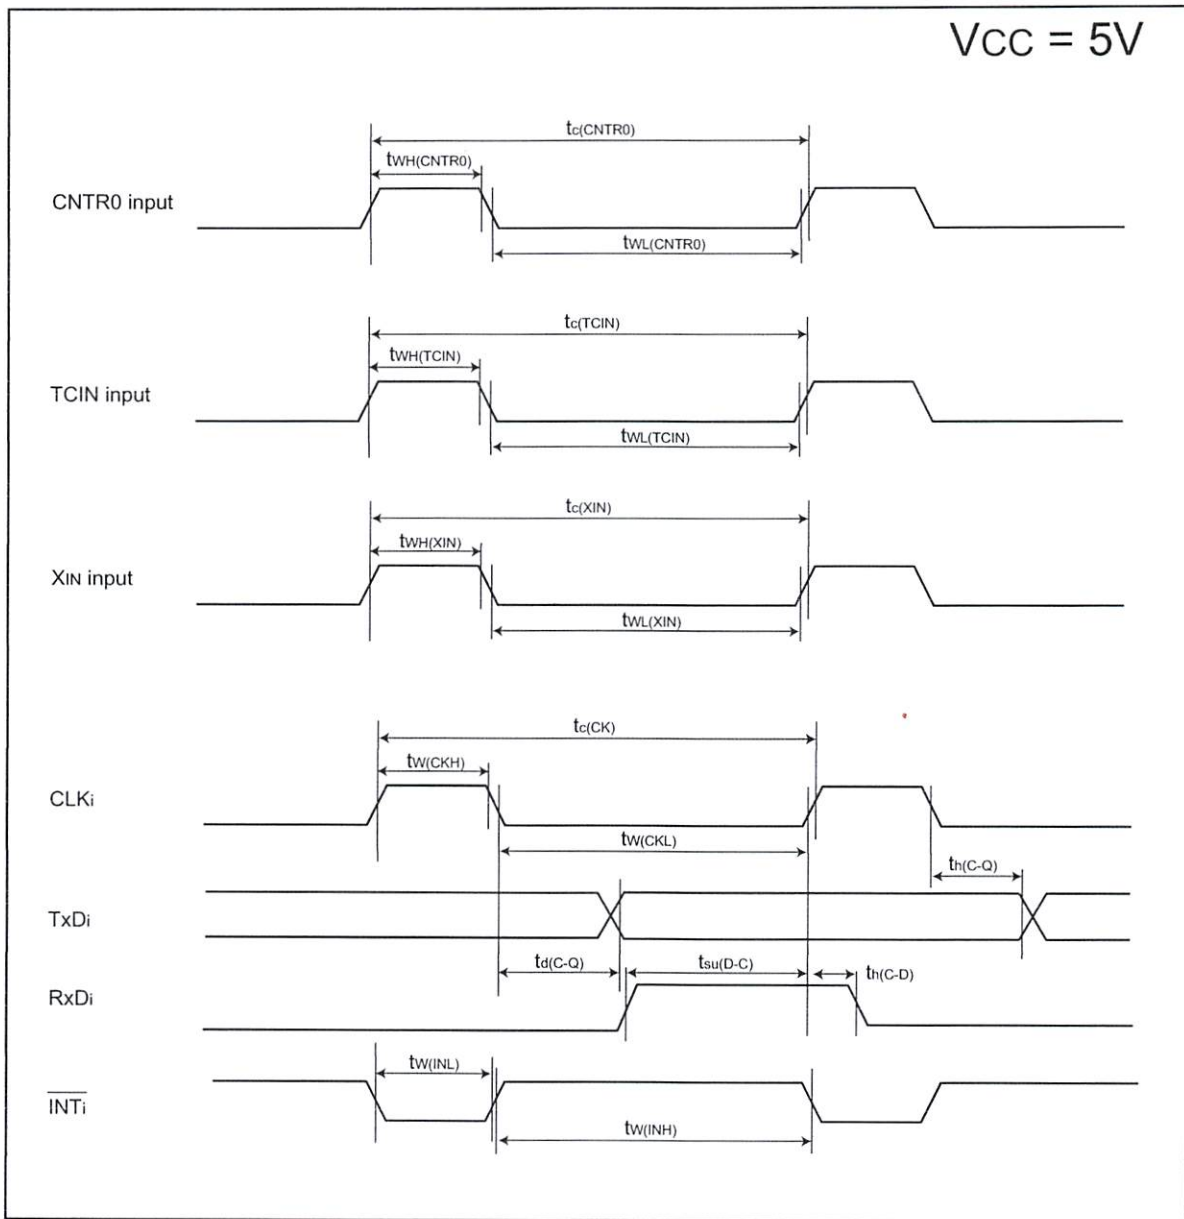 VCC = 5V
tc(CNTR0)
tWH(CNTR0)
CNTR0 input
tWL(CNTR0)
tc(TCIN)
tWH(TCIN)
TCIN input
tWL(TCIN)
tc(XIN)
tWH(XIN)
XIN input
tWL(XIN)
tc(CK)
tW(CKH)
CLKi
tW(CKL)
th(C-Q)
TxDi
td(C-Q)
tsu(D-C)
th(C-D)
RxDi
tW(INL)
INTi
tW(INH)